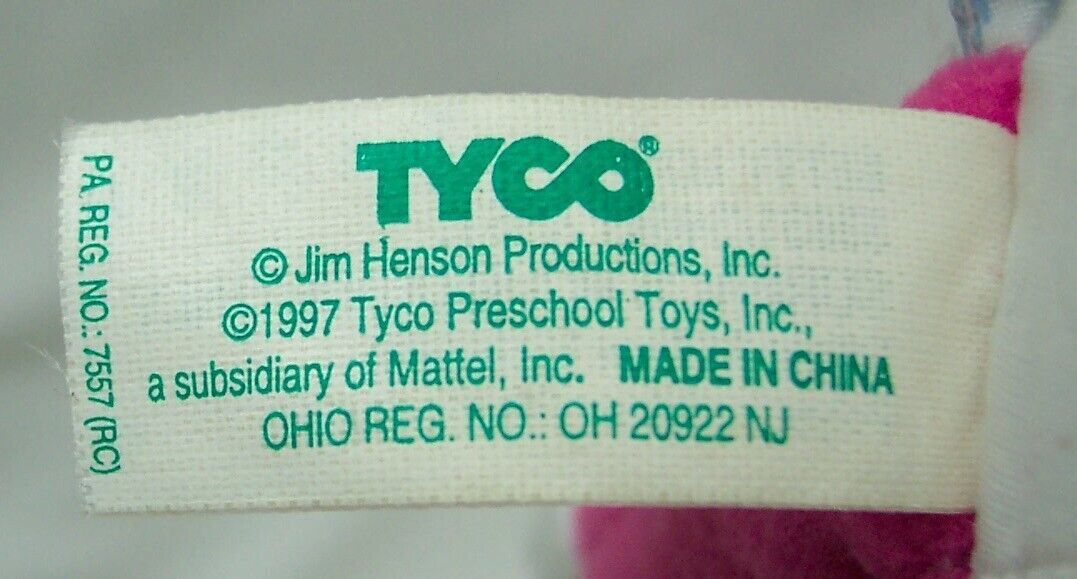 TYCO®
© Jim Henson Productions, Inc.
©1997 Tyco Preschool Toys, Inc.,
a subsidiary of Mattel, Inc. MADE IN CHINA
OHIO REG. NO.: OH 20922 NJ
PA. REG. NO.: 7557 (RC)